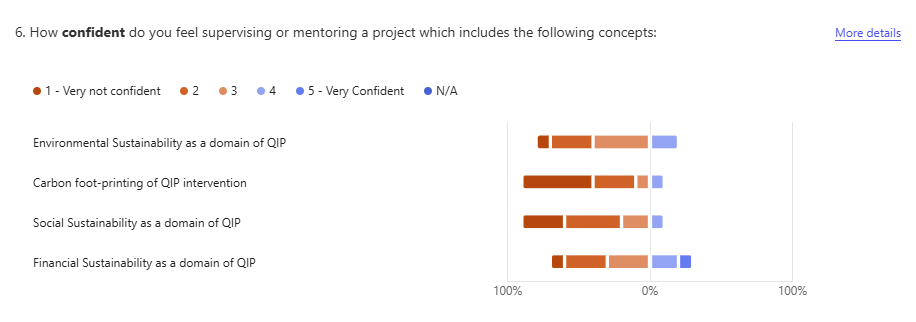 6. How confident do you feel supervising or mentoring a project which includes the following concepts:
More details
1 - Very not confident 2 3 4 5 - Very Confident N/A
Environmental Sustainability as a domain of QIP
Carbon foot-printing of QIP intervention
Social Sustainability as a domain of QIP
Financial Sustainability as a domain of QIP
100% 0% 100%